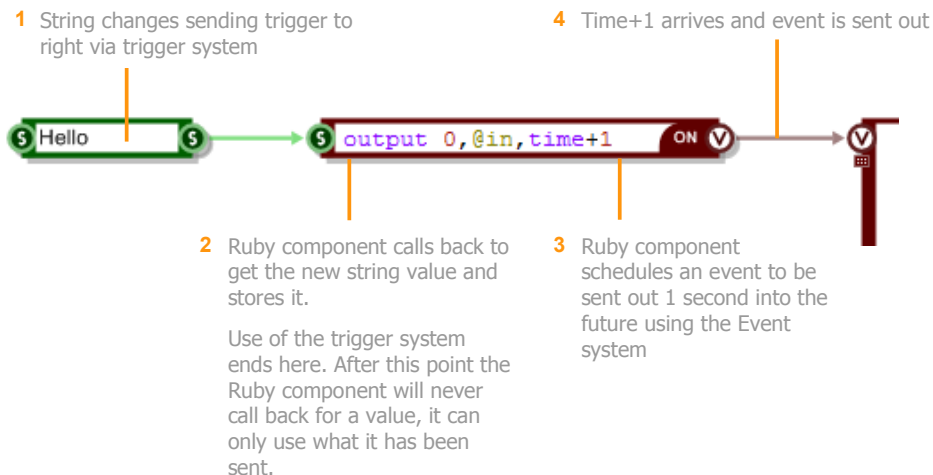 1 String changes sending trigger to
right via trigger system
4 Time+1 arrives and event is sent out
S Hello S
S output 0,@in,time+1 ON V
V
2 Ruby component calls back to
get the new string value and
stores it.
Use of the trigger system
ends here. After this point the
Ruby component will never
call back for a value, it can
only use what it has been
sent.
3 Ruby component
schedules an event to be
sent out 1 second into the
future using the Event
system